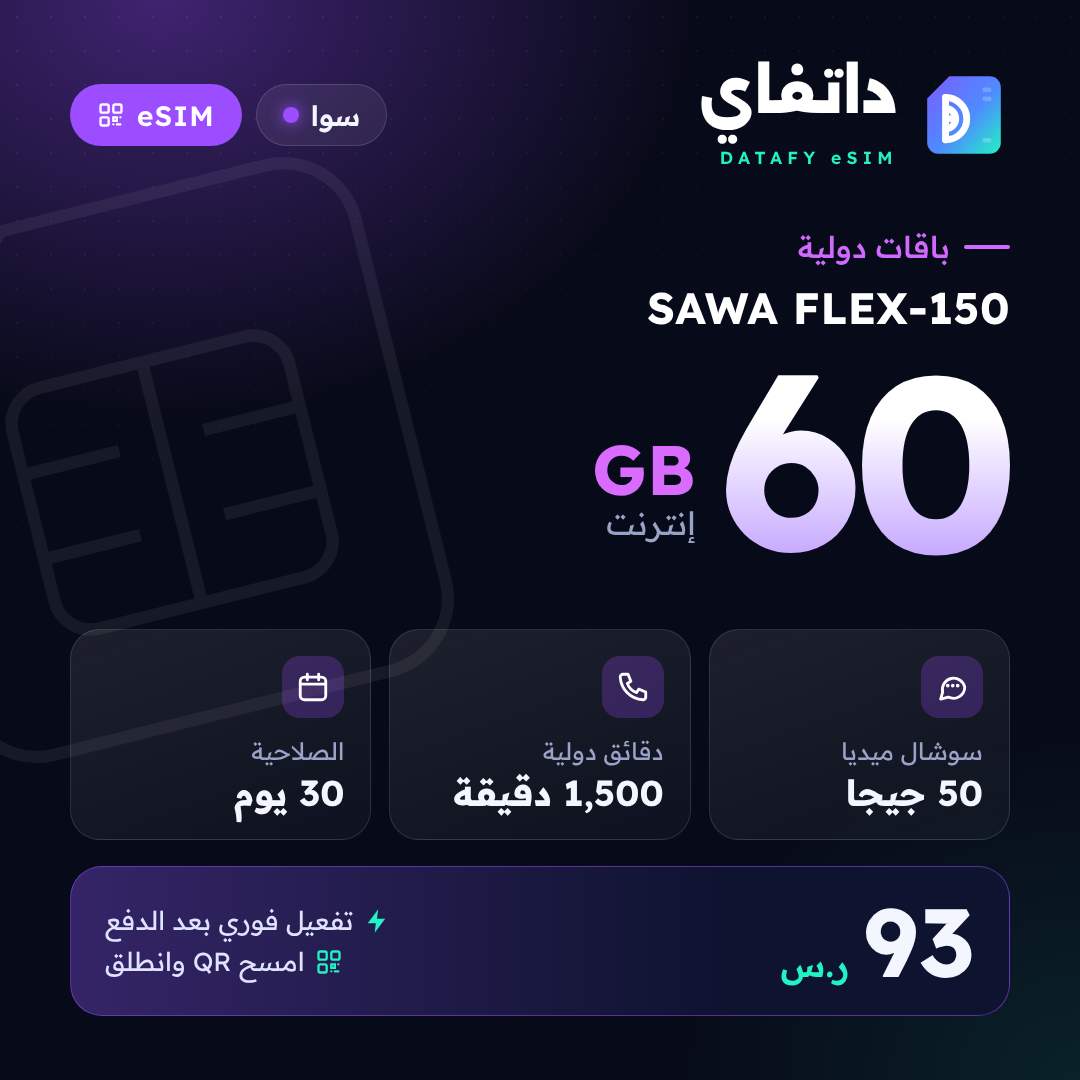 داتفاي
DATAFY eSIM
سوا
eSIM
باقات دولية
SAWA FLEX-150
60
GB
إنترنت
سوشال ميديا
50 جيجا
دقائق دولية
1,500 دقيقة
الصلاحية
30 يوم
93 ر.س
تفعيل فوري بعد الدفع
امسح QR وانطلق